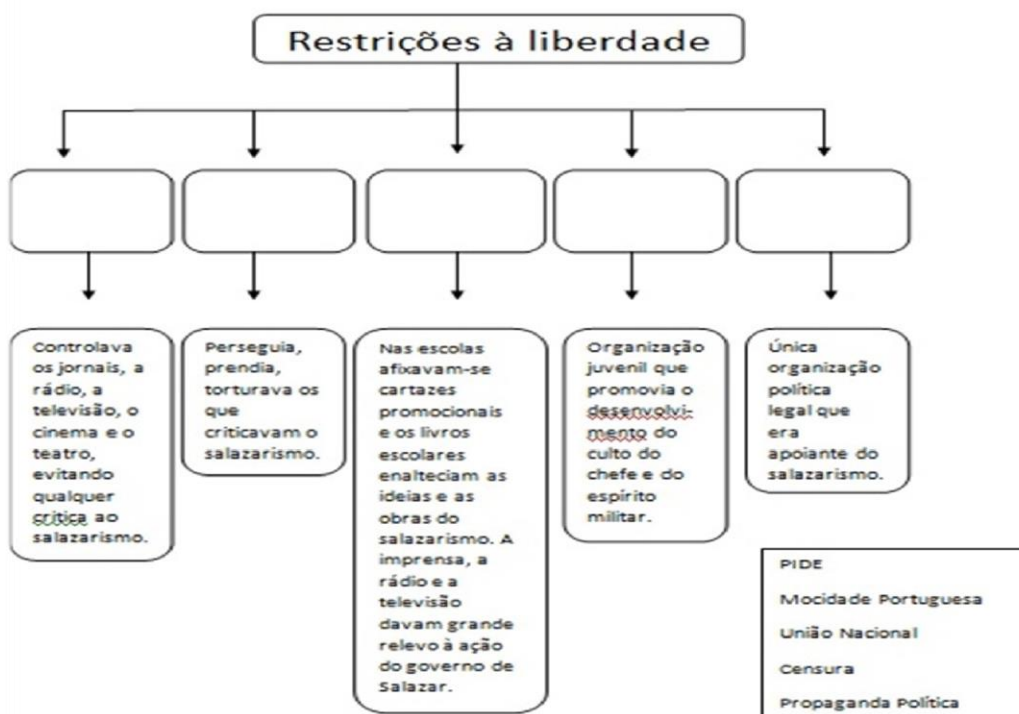 Restrições à liberdade
Controlava
os jornais, a
rádio, a
televisão, o
cinema e o
teatro,
evitando
qualquer
critica ao
salazarismo.
Perseguia,
prendia,
torturava os
que
criticavam o
salazarismo.
Nas escolas
afixavam-se
cartazes
promocionais
e os livros
escolares
enalteciam as
ideias e as
obras do
salazarismo. A
imprensa, a
rádio e a
televisão
davam grande
relevo à ação
do governo de
Salazar.
Organização
juvenil que
promovia o
desenvolvi-
mento do
culto do
chefe e do
espírito
militar.
Única
organização
política
legal que
era
apoiante do
salazarismo.
PIDE
Mocidade Portuguesa
União Nacional
Censura
Propaganda Política